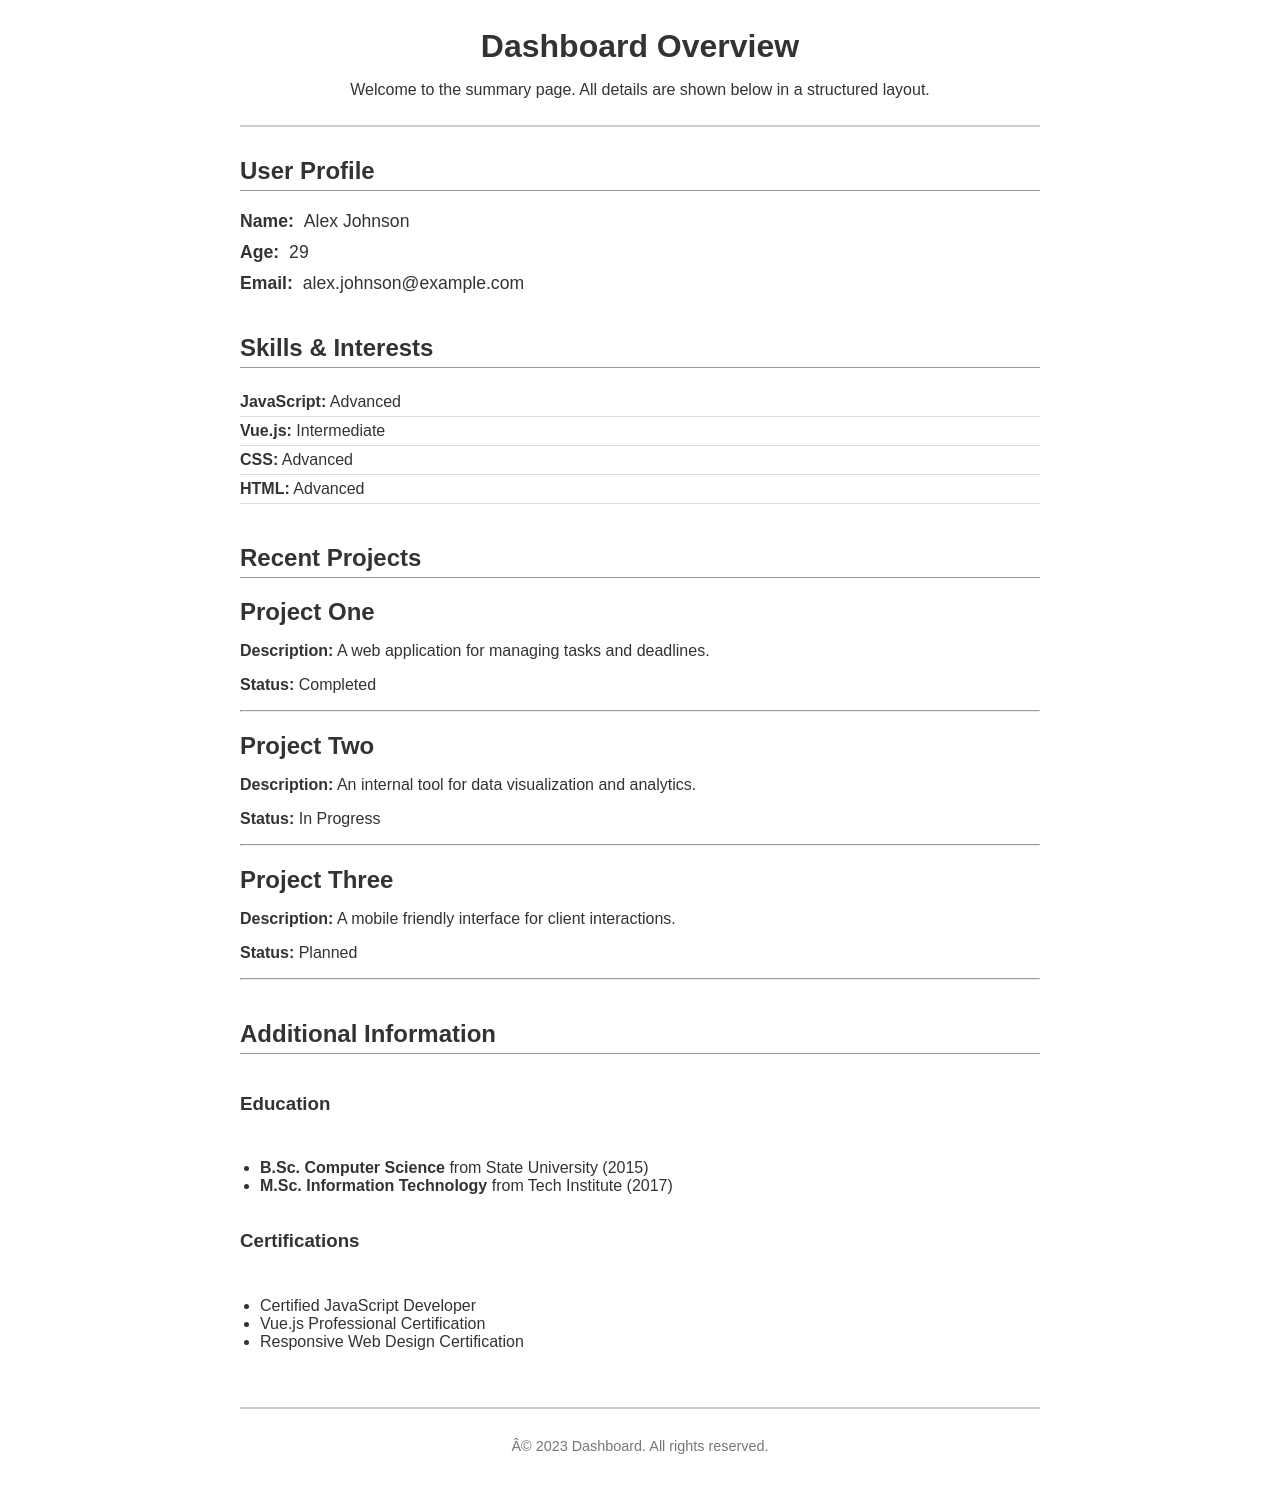 Dashboard Overview
Welcome to the summary page. All details are shown below in a structured layout.
User Profile
Name: Alex Johnson
Age: 29
Email: alex.johnson@example.com
Skills & Interests
JavaScript: Advanced
Vue.js: Intermediate
CSS: Advanced
HTML: Advanced
Recent Projects
Project One
Description: A web application for managing tasks and deadlines.
Status: Completed
Project Two
Description: An internal tool for data visualization and analytics.
Status: In Progress
Project Three
Description: A mobile friendly interface for client interactions.
Status: Planned
Additional Information
Education
• B.Sc. Computer Science from State University (2015)
• M.Sc. Information Technology from Tech Institute (2017)
Certifications
• Certified JavaScript Developer
• Vue.js Professional Certification
• Responsive Web Design Certification
Â© 2023 Dashboard. All rights reserved.